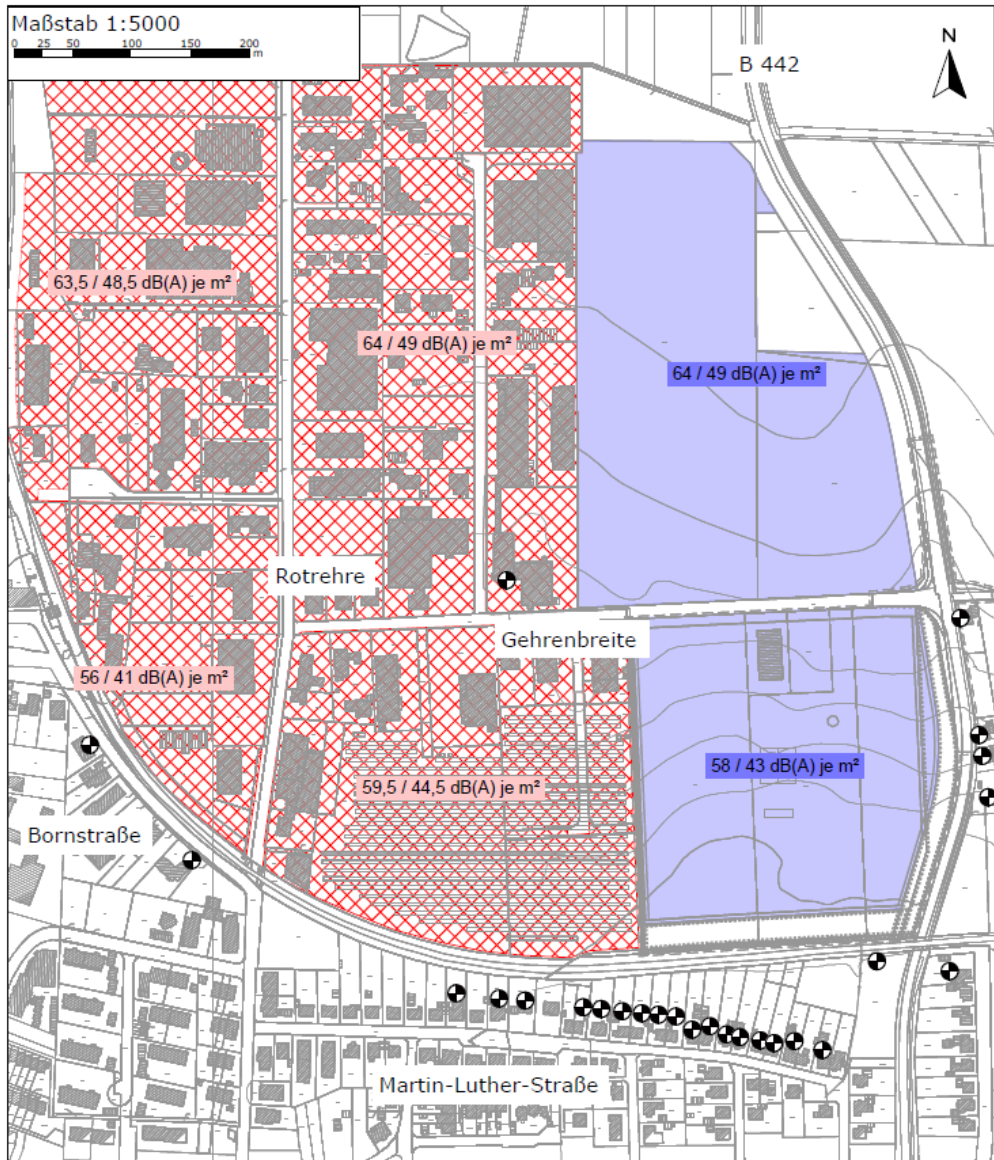 Maßstab 1:5000
0 25 50 100 150 200
m
N
B 442
63,5 / 48,5 dB(A) je m²
64 / 49 dB(A) je m²
64 / 49 dB(A) je m²
Rotrehre
Gehrenbreite
56 / 41 dB(A) je m²
58 / 43 dB(A) je m²
59,5 / 44,5 dB(A) je m²
Bornstraße
Martin-Luther-Straße